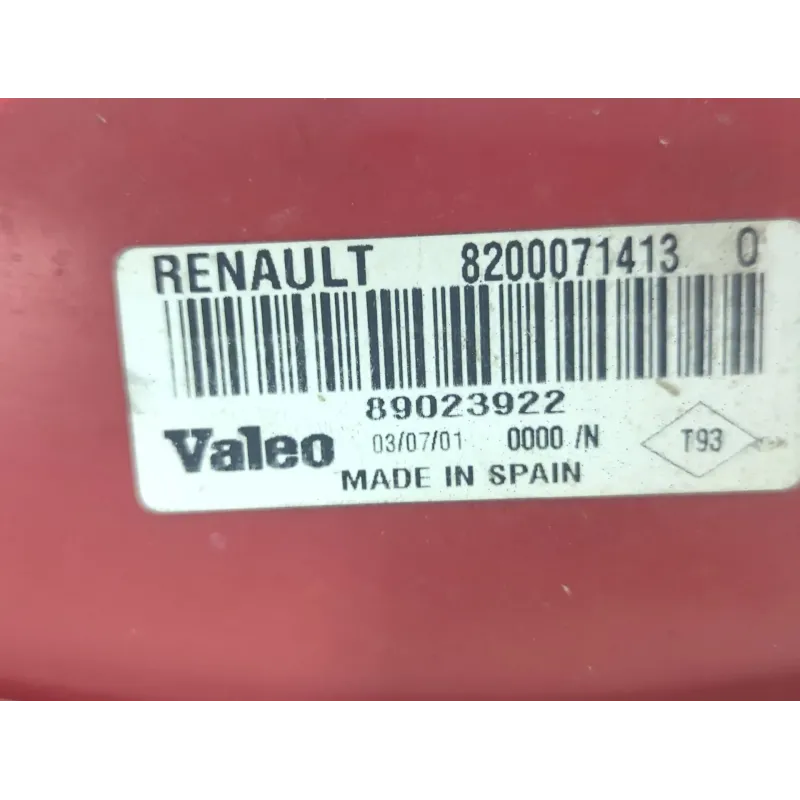 RENAULT 8200071413 0
89023922
Valeo 03/07/01 0000 /N T93
MADE IN SPAIN